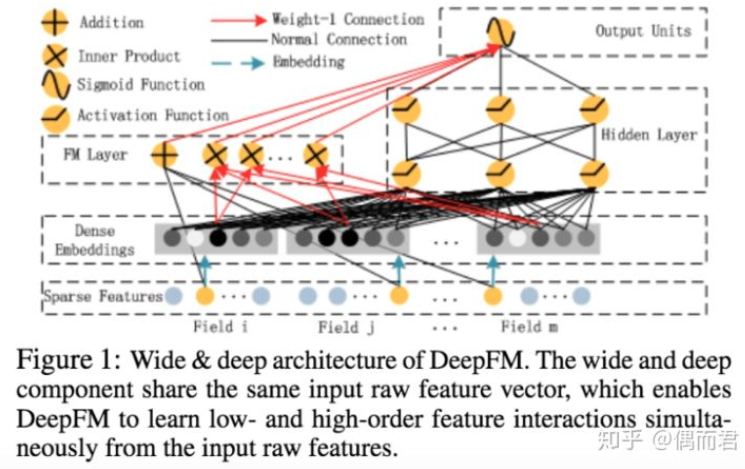 Addition
Weight-1 Connection
Normal Connection
Output Units
Inner Product
Embedding
Sigmoid Function
Activation Function
Hidden Layer
FM Layer
Dense
Embeddings
...
Sparse Features
...
Field i
Field j
...
Field m
Figure 1: Wide & deep architecture of DeepFM. The wide and deep
component share the same input raw feature vector, which enables
DeepFM to learn low- and high-order feature interactions simulta-
neously from the input raw features.
知乎 @偶而君